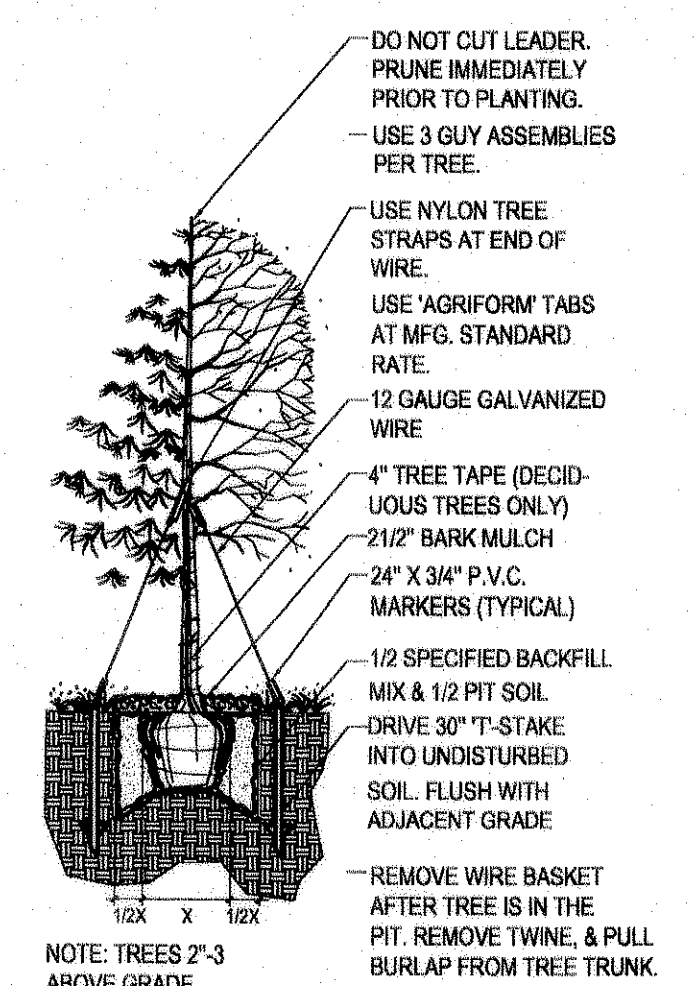 DO NOT CUT LEADER.
PRUNE IMMEDIATELY
PRIOR TO PLANTING.
USE 3 GUY ASSEMBLIES
PER TREE.
USE NYLON TREE
STRAPS AT END OF
WIRE.
USE 'AGRIFORM' TABS
AT MFG. STANDARD
RATE.
12 GAUGE GALVANIZED
WIRE
4" TREE TAPE (DECID-
UOUS TREES ONLY)
21/2" BARK MULCH
24" X 3/4" P.V.C.
MARKERS (TYPICAL)
1/2 SPECIFIED BACKFILL
MIX & 1/2 PIT SOIL
DRIVE 30" 'T'-STAKE
INTO UNDISTURBED
SOIL. FLUSH WITH
ADJACENT GRADE
REMOVE WIRE BASKET
AFTER TREE IS IN THE
PIT. REMOVE TWINE, & PULL
BURLAP FROM TREE TRUNK.
1/2X X 1/2X
NOTE: TREES 2"-3
ABOVE GRADE